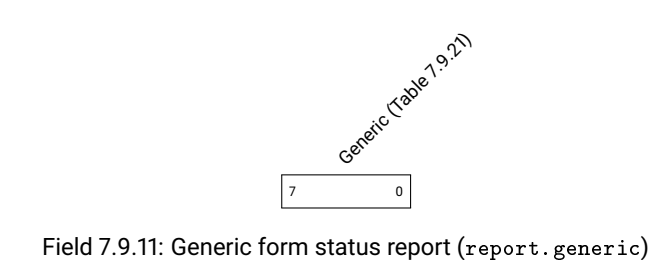 Generic (Table 7.9.21)
7 0
Field 7.9.11: Generic form status report (report.generic)